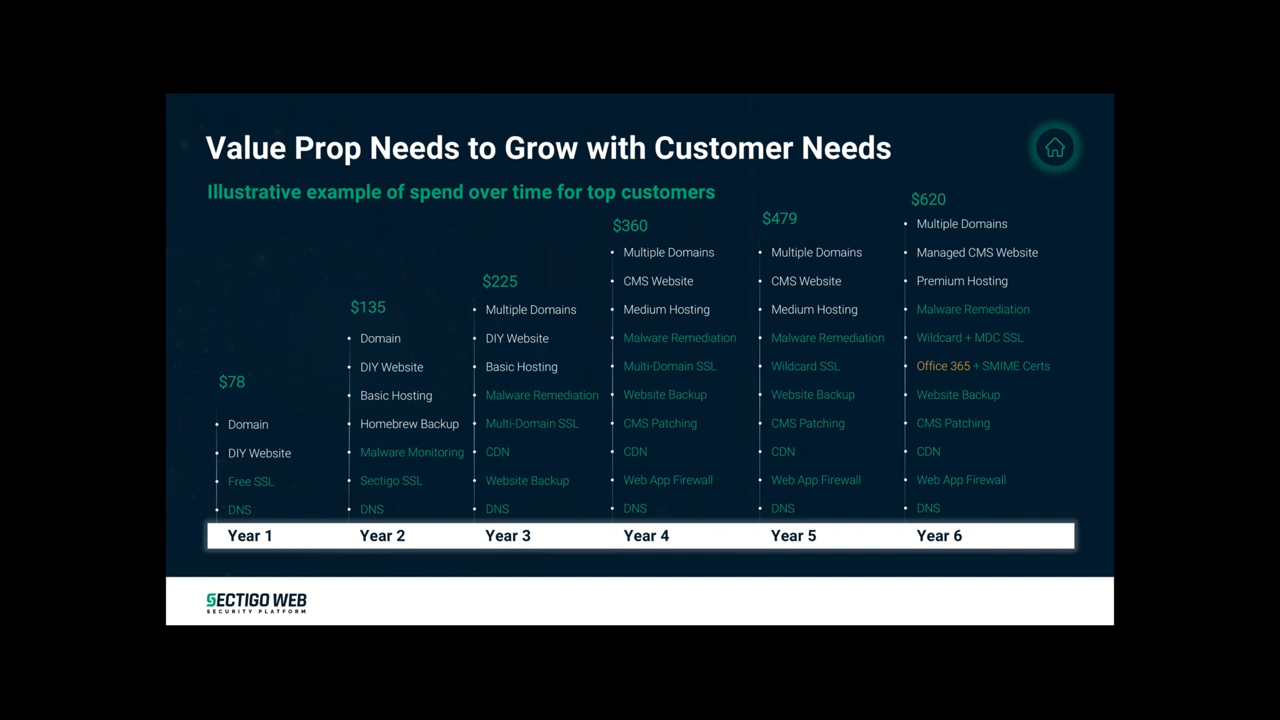 Value Prop Needs to Grow with Customer Needs
Illustrative example of spend over time for top customers
$78
Domain
DIY Website
Free SSL
DNS
Year 1
$135
Domain
DIY Website
Basic Hosting
Homebrew Backup
Malware Monitoring
Sectigo SSL
DNS
Year 2
$225
Multiple Domains
DIY Website
Basic Hosting
Malware Remediation
Multi-Domain SSL
CDN
Website Backup
DNS
Year 3
$360
Multiple Domains
CMS Website
Medium Hosting
Malware Remediation
Multi-Domain SSL
Website Backup
CMS Patching
CDN
Web App Firewall
DNS
Year 4
$479
Multiple Domains
CMS Website
Medium Hosting
Malware Remediation
Wildcard SSL
Website Backup
CMS Patching
CDN
Web App Firewall
DNS
Year 5
$620
Multiple Domains
Managed CMS Website
Premium Hosting
Malware Remediation
Wildcard + MDC SSL
Office 365 + SMIME Certs
Website Backup
CMS Patching
CDN
Web App Firewall
DNS
Year 6
SECTIGO WEB
SECURITY PLATFORM